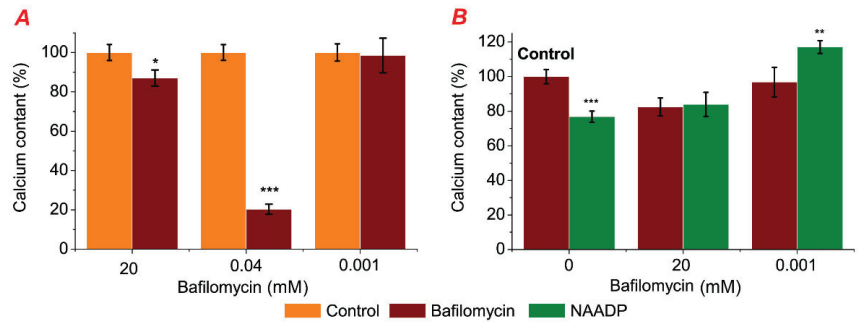 A
Calcium contant (%)
100
80
60
40
20
0
*
***
20
0.04
0.001
Bafilomycin (mM)
B
Calcium contant (%)
120
100
80
60
40
20
0
Control
***
**
0
20
0.001
Bafilomycin (mM)
Control
Bafilomycin
NAADP